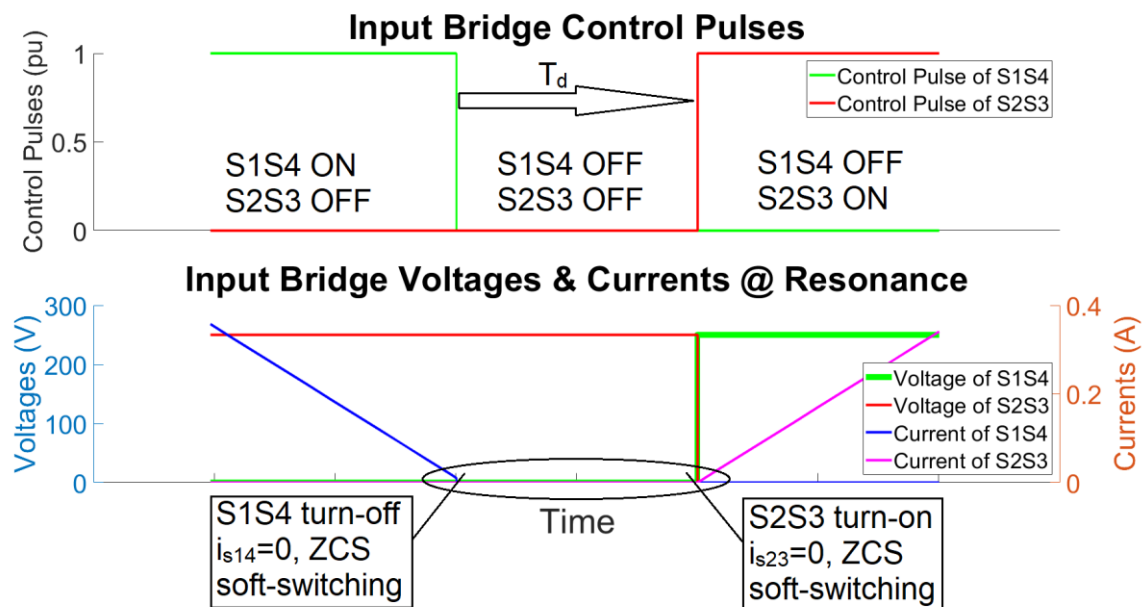 Input Bridge Control Pulses
Control Pulses (pu)
1
0.5
0
T_d
Control Pulse of S1S4
Control Pulse of S2S3
S1S4 ON
S2S3 OFF
S1S4 OFF
S2S3 OFF
S1S4 OFF
S2S3 ON
Input Bridge Voltages & Currents @ Resonance
Voltages (V)
300
200
100
0
Currents (A)
0.4
0.2
0
Voltage of S1S4
Voltage of S2S3
Current of S1S4
Current of S2S3
S1S4 turn-off
i_s14=0, ZCS
soft-switching
Time
S2S3 turn-on
i_s23=0, ZCS
soft-switching